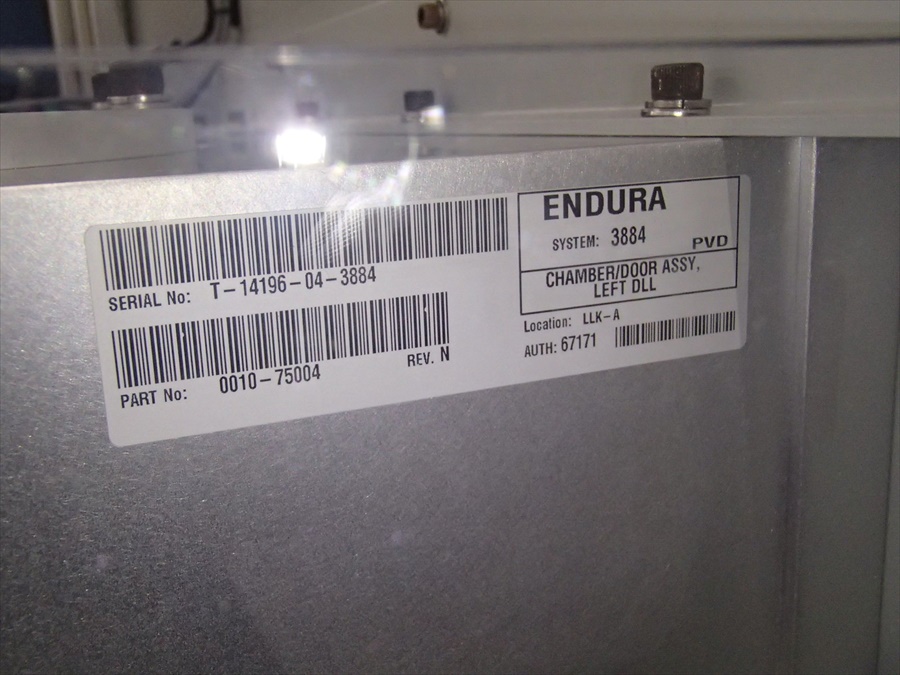 SERIAL No: T-14196-04-3884
PART No: 0010-75004 REV. N
ENDURA
SYSTEM: 3884 PVD
CHAMBER/DOOR ASSY,
LEFT DLL
Location: LLK-A
AUTH: 67171